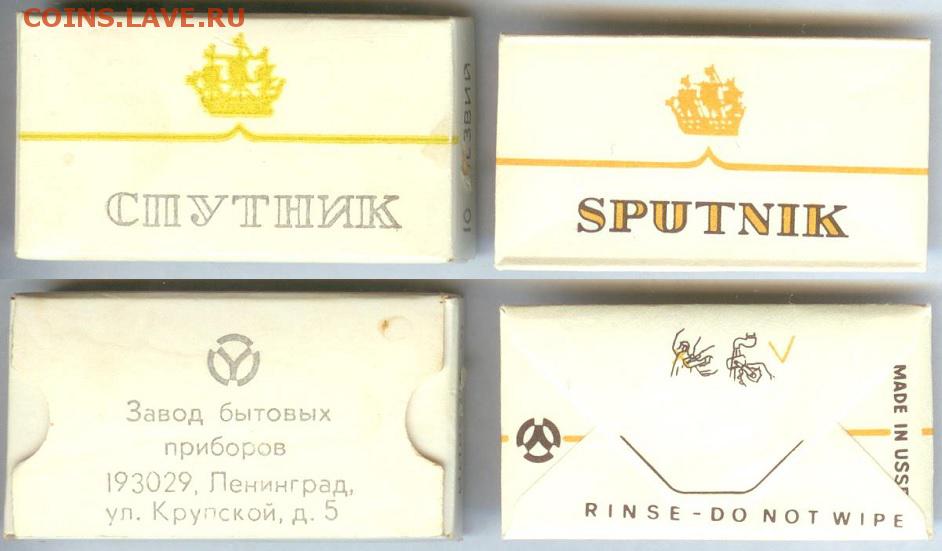 COINS.LAVE.RU
СПУТНИК
10 ЛЕЗВИЙ
SPUTNIK
Завод бытовых
приборов
193029, Ленинград,
ул. Крупской, д. 5
MADE IN USSR
RINSE - DO NOT WIPE